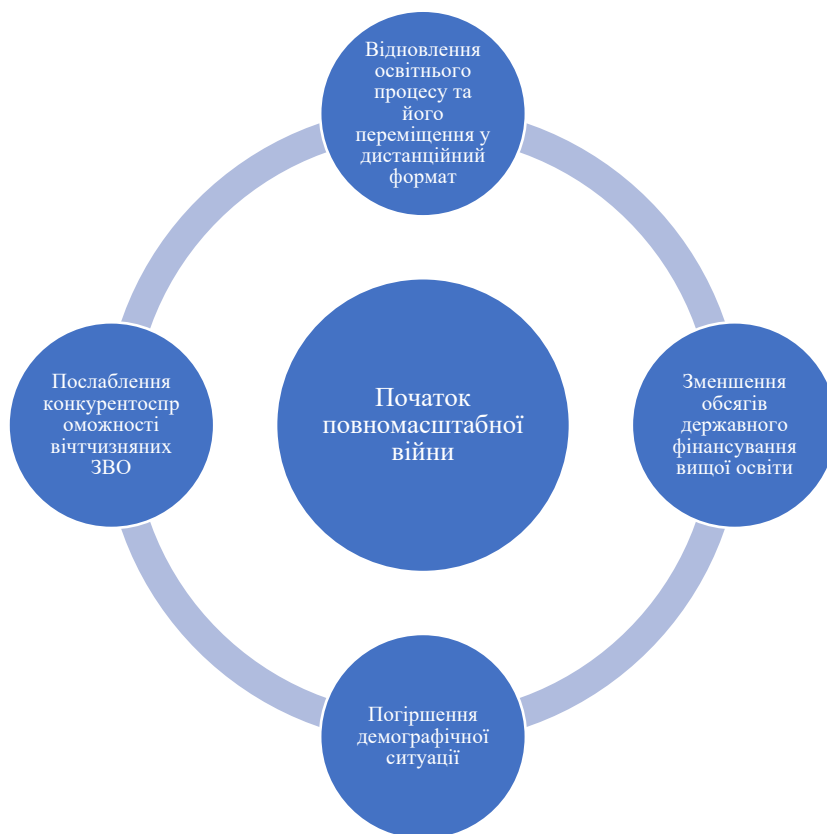 Відновлення
освітнього
процесу та
його
переміщення у
дистанційний
формат
Послаблення
конкурентоспр
оможності
вічтчизняних
ЗВО
Початок
повномасштабної
війни
Зменшення
обсягів
державного
фінансування
вищої освіти
Погіршення
демографічної
ситуації